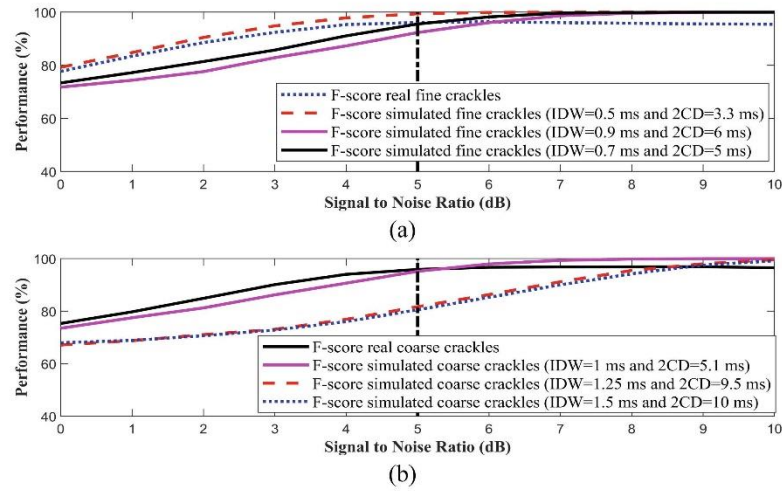 100
80
60
40
Performance (%)
F-score real fine crackles
F-score simulated fine crackles (IDW=0.5 ms and 2CD=3.3 ms)
F-score simulated fine crackles (IDW=0.9 ms and 2CD=6 ms)
F-score simulated fine crackles (IDW=0.7 ms and 2CD=5 ms)
0 1 2 3 4 5 6 7 8 9 10
Signal to Noise Ratio (dB)
(a)
100
80
60
40
Performance (%)
F-score real coarse crackles
F-score simulated coarse crackles (IDW=1 ms and 2CD=5.1 ms)
F-score simulated coarse crackles (IDW=1.25 ms and 2CD=9.5 ms)
F-score simulated coarse crackles (IDW=1.5 ms and 2CD=10 ms)
0 1 2 3 4 5 6 7 8 9 10
Signal to Noise Ratio (dB)
(b)